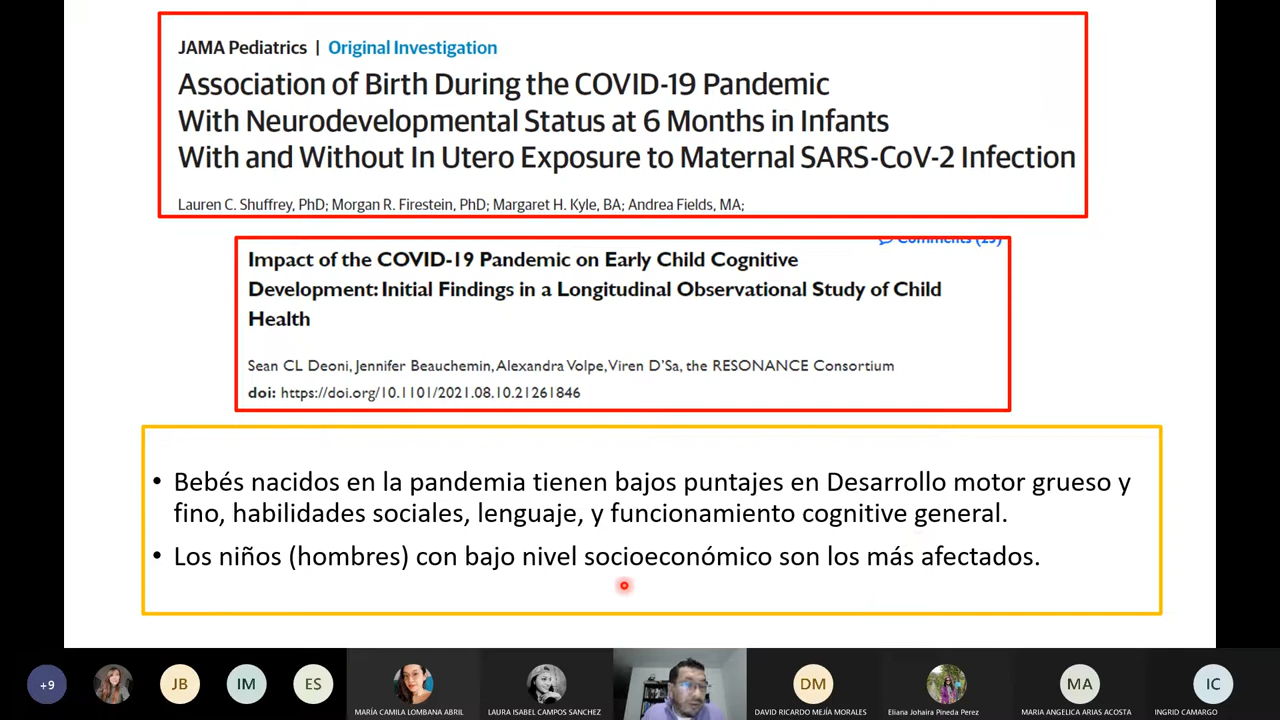 JAMA Pediatrics | Original Investigation
Association of Birth During the COVID-19 Pandemic
With Neurodevelopmental Status at 6 Months in Infants
With and Without In Utero Exposure to Maternal SARS-CoV-2 Infection
Lauren C. Shuffrey, PhD; Morgan R. Firestein, PhD; Margaret H. Kyle, BA; Andrea Fields, MA;
Comments (25)
Impact of the COVID-19 Pandemic on Early Child Cognitive
Development: Initial Findings in a Longitudinal Observational Study of Child
Health
Sean CL Deoni, Jennifer Beauchemin, Alexandra Volpe, Viren D'Sa, the RESONANCE Consortium
doi: https://doi.org/10.1101/2021.08.10.21261846
• Bebés nacidos en la pandemia tienen bajos puntajes en Desarrollo motor grueso y
fino, habilidades sociales, lenguaje, y funcionamiento cognitive general.
• Los niños (hombres) con bajo nivel socioeconómico son los más afectados.
+9 JB IM ES DM MA IC
MARÍA CAMILA LOMBANA ABRIL LAURA ISABEL CAMPOS SANCHEZ DAVID RICARDO MEJÍA MORALES Eliana Johaira Pineda Perez MARIA ANGELICA ARIAS ACOSTA INGRID CAMARGO